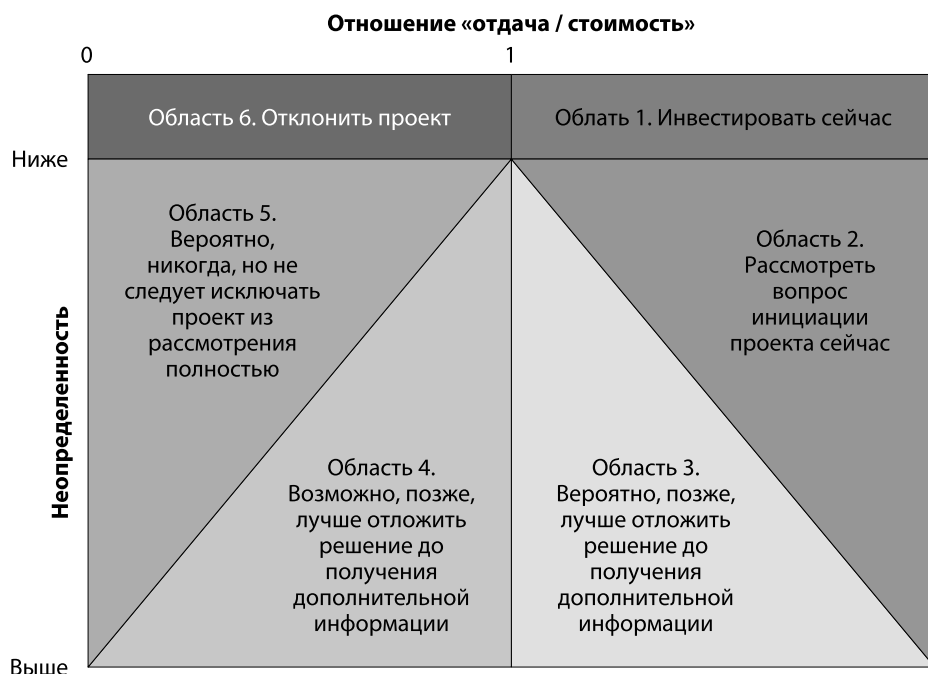 Отношение «отдача / стоимость»
0
1
Область 6. Отклонить проект
Облать 1. Инвестировать сейчас
Ниже
Область 5.
Вероятно,
никогда, но не
следует исключать
проект из
рассмотрения
полностью
Область 2.
Рассмотреть
вопрос
инициации
проекта сейчас
Неопределенность
Область 4.
Возможно, позже,
лучше отложить
решение до
получения
дополнительной
информации
Область 3.
Вероятно, позже,
лучше отложить
решение до
получения
дополнительной
информации
Выше